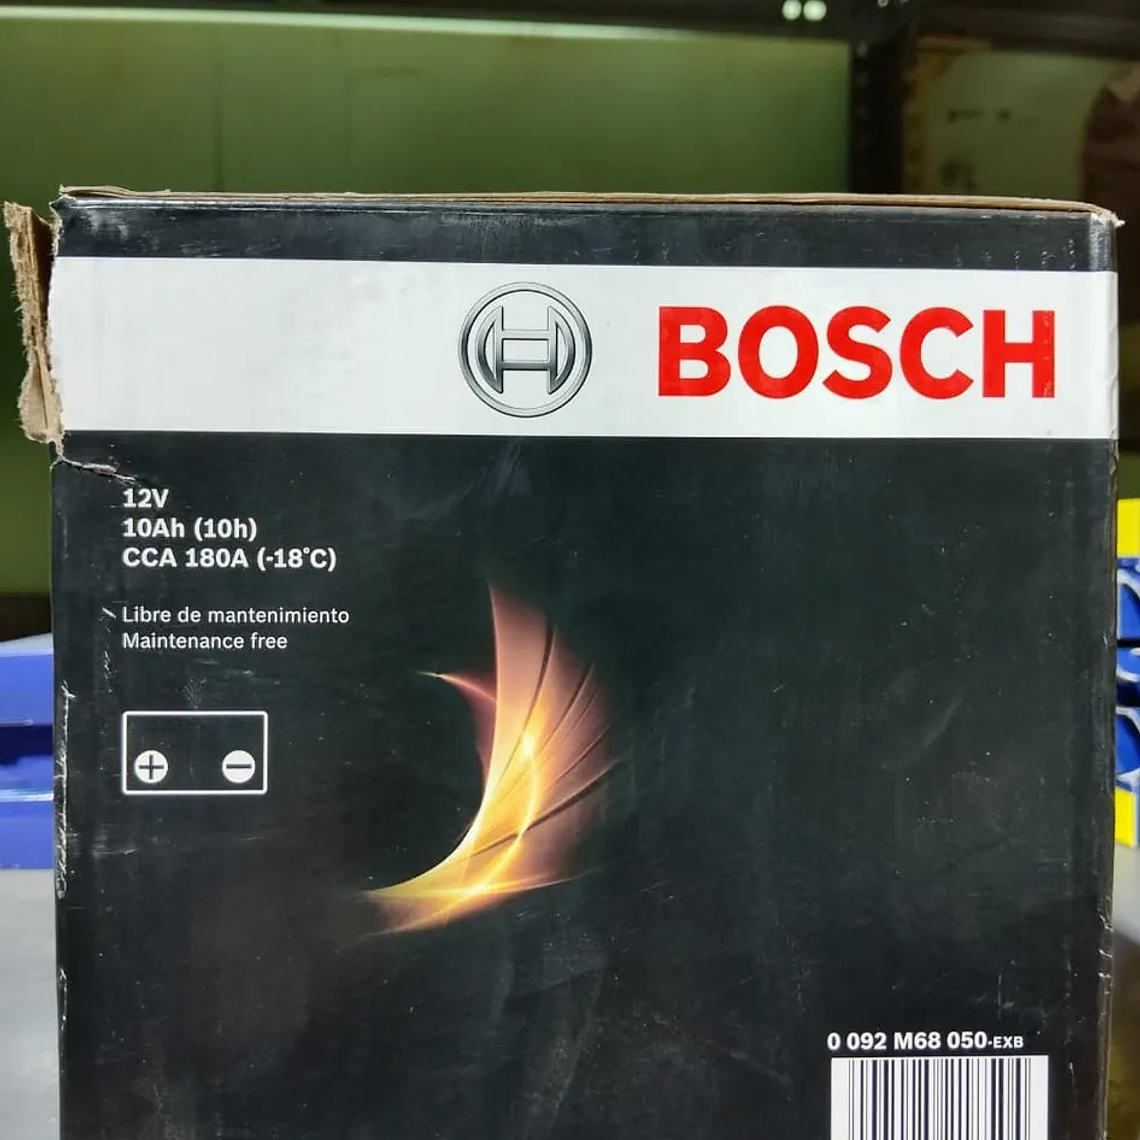 BOSCH
12V
10Ah (10h)
CCA 180A (-18°C)
Libre de mantenimiento
Maintenance free
0 092 M68 050-EXB